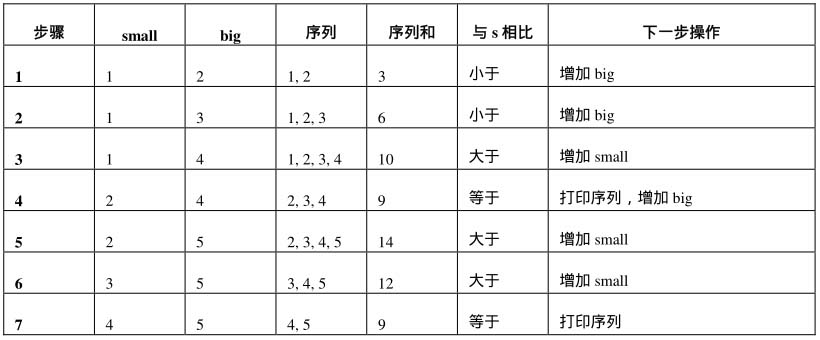 步骤 small big 序列 序列和 与 s 相比 下一步操作
1 1 2 1, 2 3 小于 增加 big
2 1 3 1, 2, 3 6 小于 增加 big
3 1 4 1, 2, 3, 4 10 大于 增加 small
4 2 4 2, 3, 4 9 等于 打印序列，增加 big
5 2 5 2, 3, 4, 5 14 大于 增加 small
6 3 5 3, 4, 5 12 大于 增加 small
7 4 5 4, 5 9 等于 打印序列